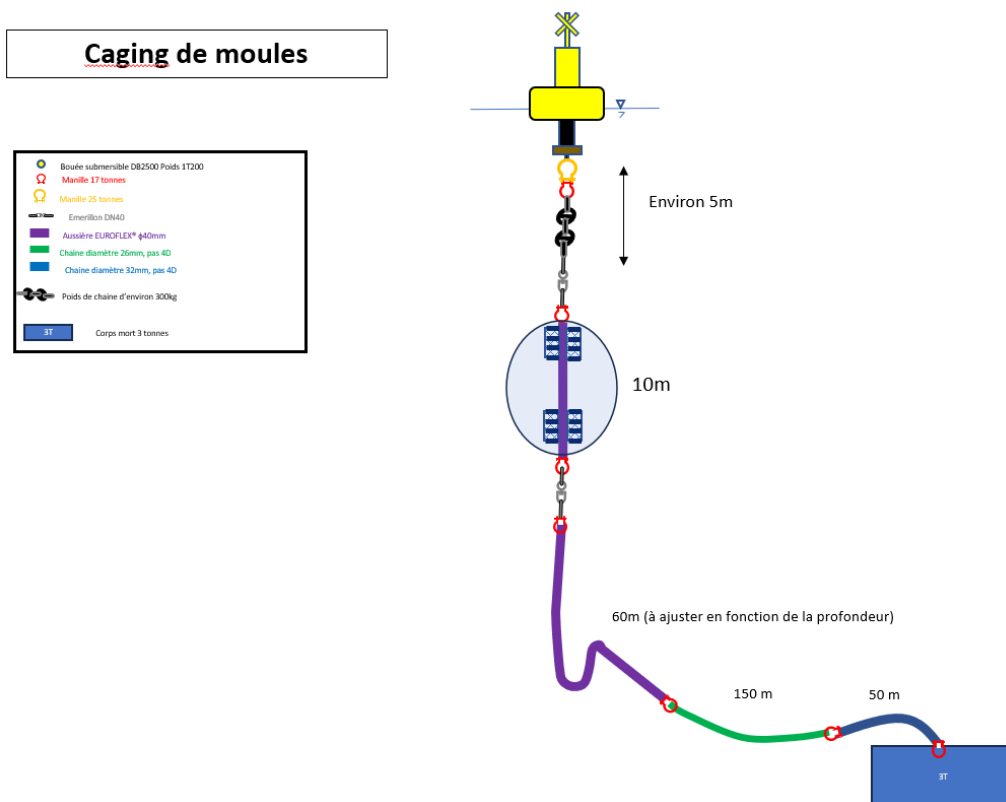 Caging de moules
Bouée submersible DB2500 Poids 1T200
Manille 17 tonnes
Manille 25 tonnes
Emerillon DN40
Aussière EUROFLEX® ϕ40mm
Chaine diamètre 26mm, pas 4D
Chaine diamètre 32mm, pas 4D
Poids de chaine d'environ 300kg
3T Corps mort 3 tonnes
Environ 5m
10m
60m (à ajuster en fonction de la profondeur)
150 m
50 m
3T